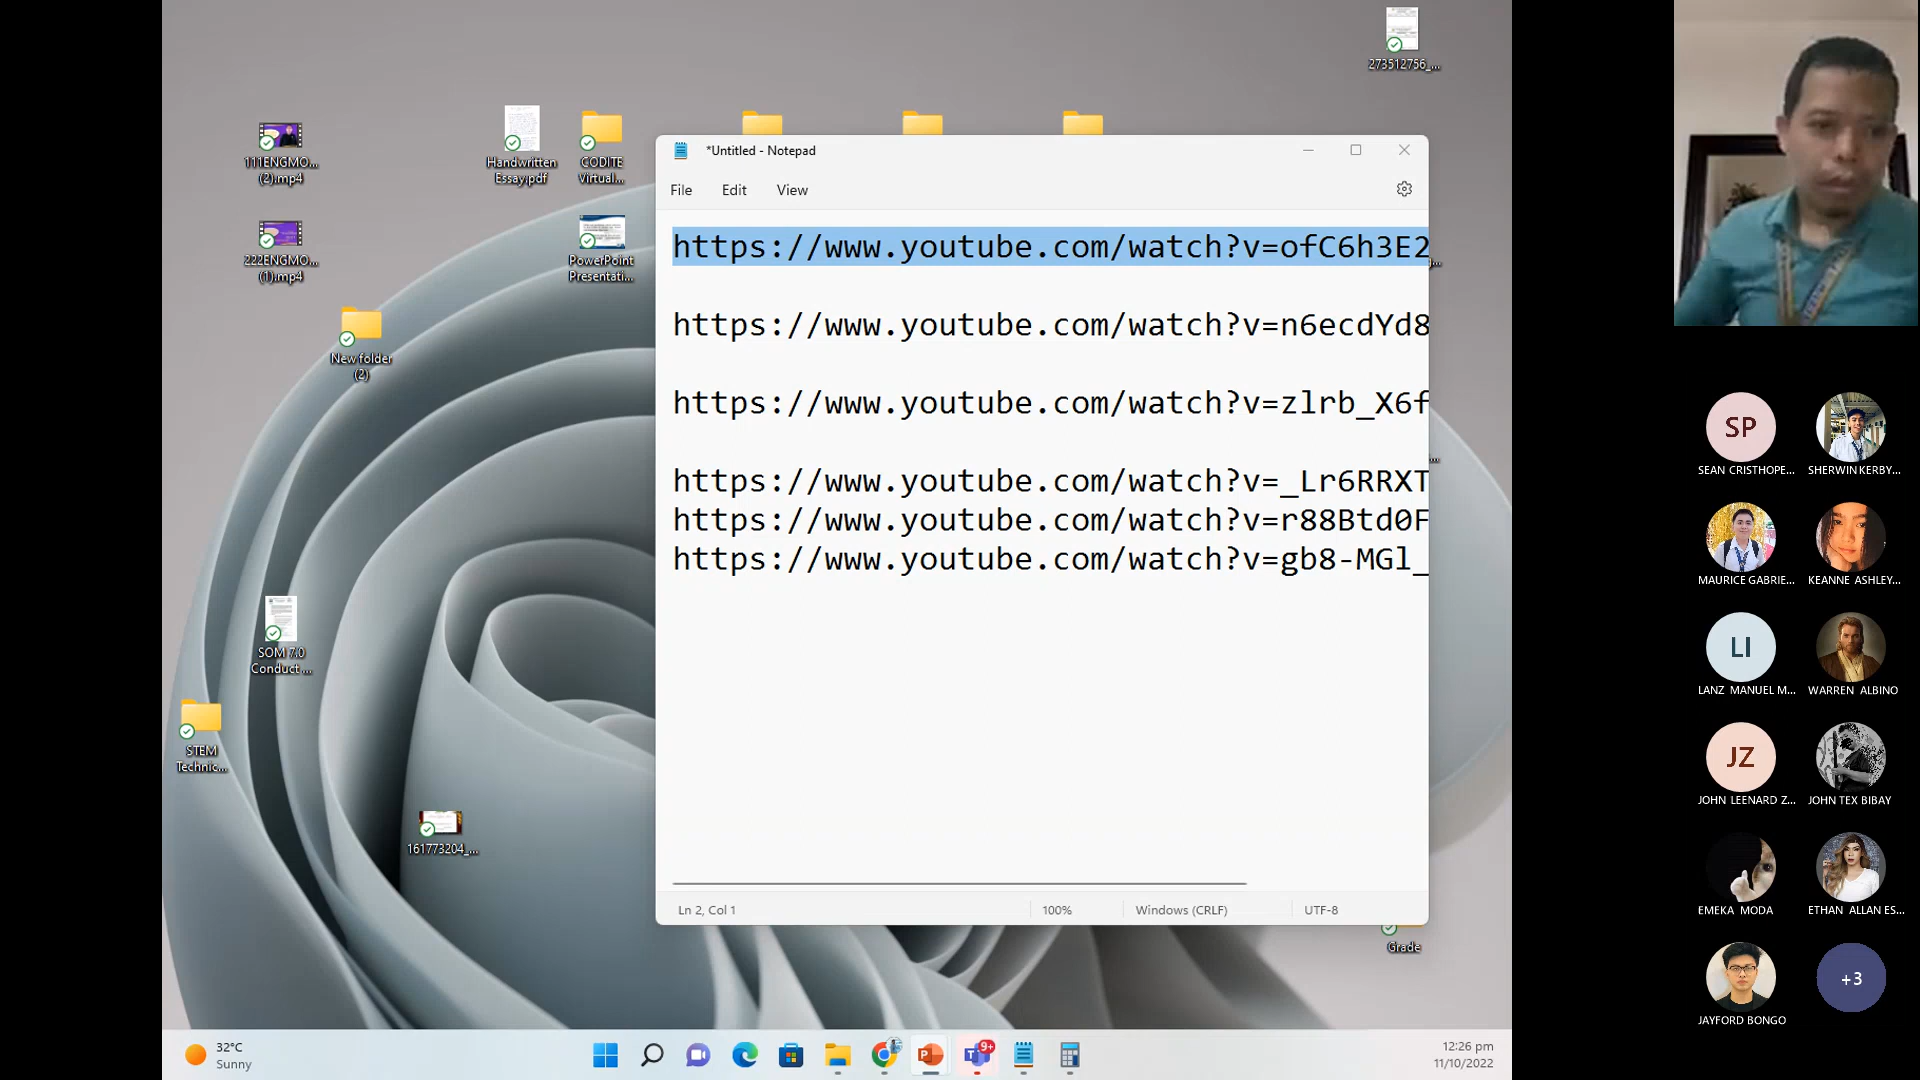 273512756_...
111ENGMO...
(2).mp4
Handwritten
Essay.pdf
CODITE
Virtual...
222ENGMO...
(1).mp4
PowerPoint
Presentati...
New folder
(2)
SOM 7.0
Conduct ...
STEM
Technic...
161773204_...
*Untitled - Notepad
File Edit View
https://www.youtube.com/watch?v=ofC6h3E2
https://www.youtube.com/watch?v=n6ecdYd8
https://www.youtube.com/watch?v=zlrb_X6f
https://www.youtube.com/watch?v=_Lr6RRXT
https://www.youtube.com/watch?v=r88Btd0F
https://www.youtube.com/watch?v=gb8-MGl_
Ln 2, Col 1 100% Windows (CRLF) UTF-8
Grade
32°C
Sunny
9+
12:26 pm
11/10/2022
SP
SEAN CRISTHOPE...
SHERWIN KERBY...
MAURICE GABRIE...
KEANNE ASHLEY...
LI
LANZ MANUEL M...
WARREN ALBINO
JZ
JOHN LEENARD Z...
JOHN TEX BIBAY
EMEKA MODA
ETHAN ALLAN ES...
JAYFORD BONGO
+3